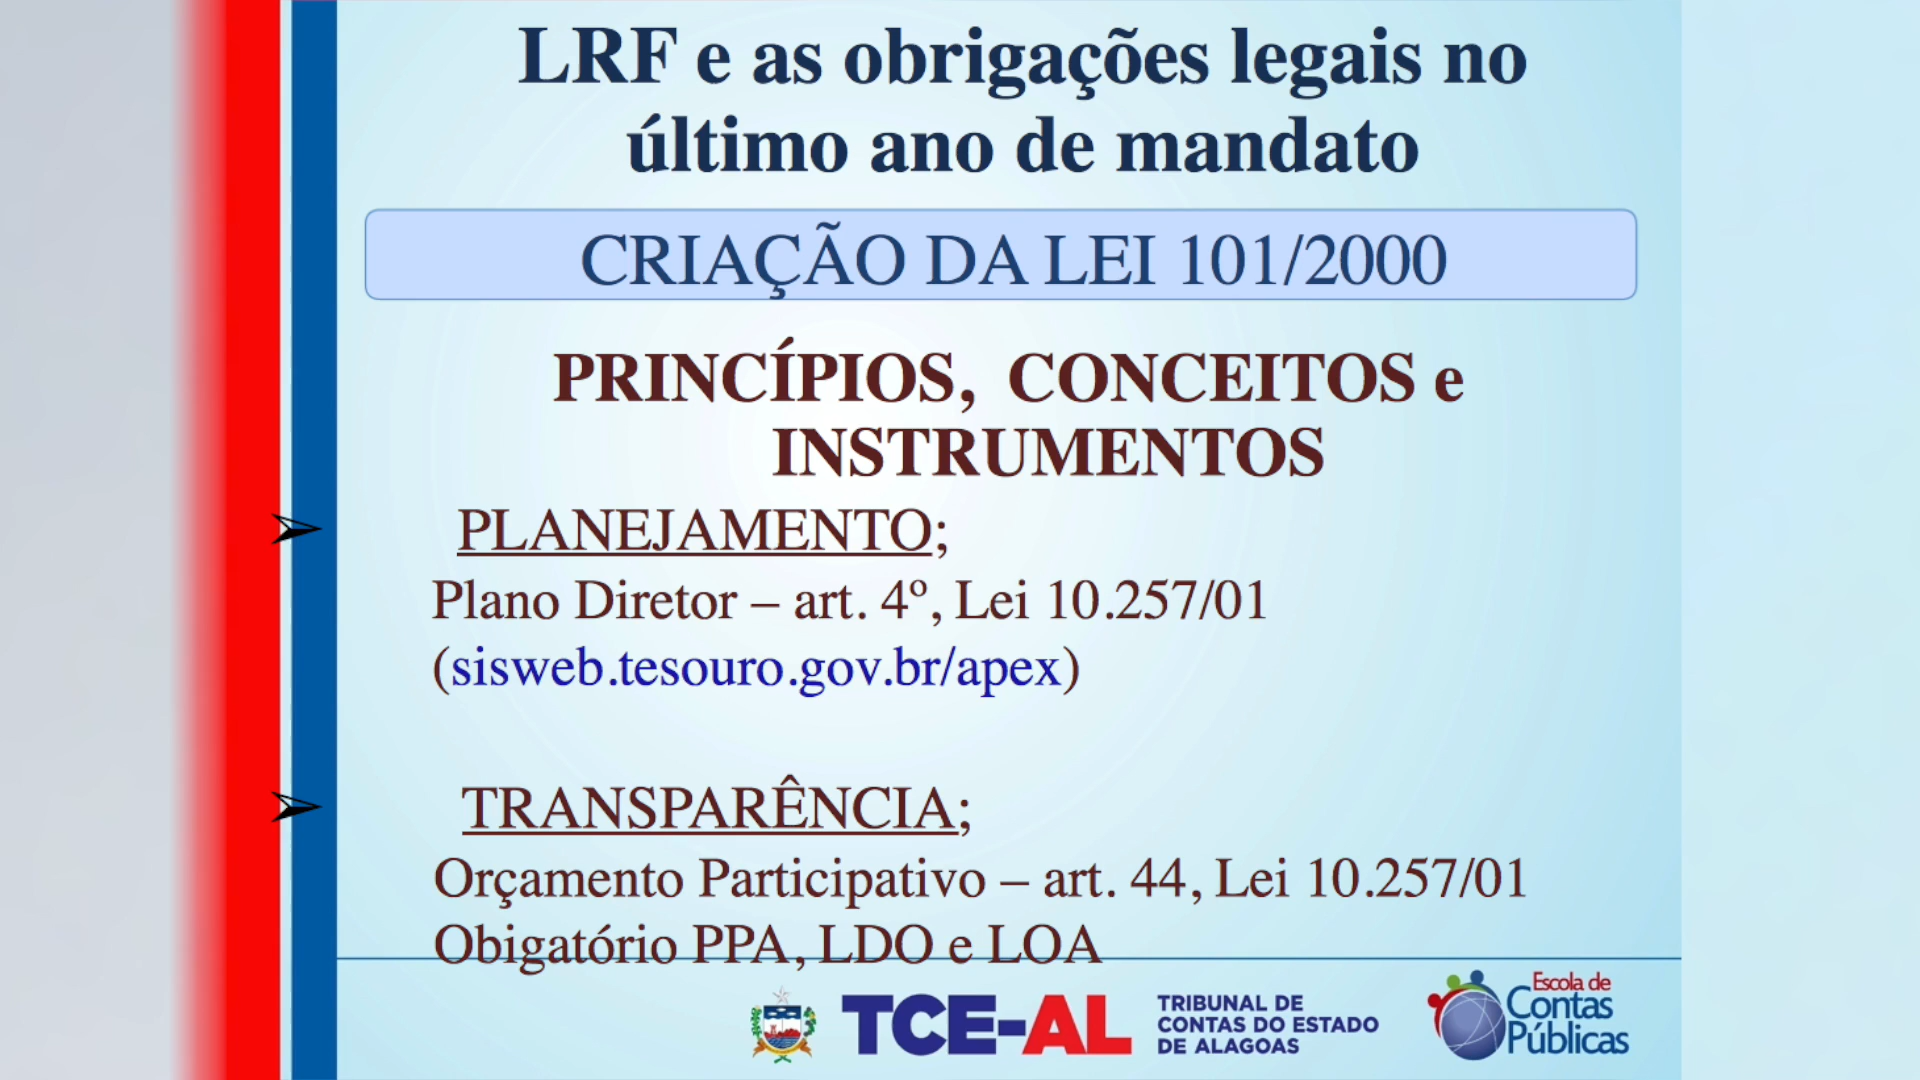 LRF e as obrigações legais no
último ano de mandato
CRIAÇÃO DA LEI 101/2000
PRINCÍPIOS, CONCEITOS e
INSTRUMENTOS
➢ PLANEJAMENTO;
Plano Diretor – art. 4º, Lei 10.257/01
(sisweb.tesouro.gov.br/apex)
➢ TRANSPARÊNCIA;
Orçamento Participativo – art. 44, Lei 10.257/01
Obigatório PPA, LDO e LOA
TCE-AL
TRIBUNAL DE
CONTAS DO ESTADO
DE ALAGOAS
Escola de
Contas
Públicas